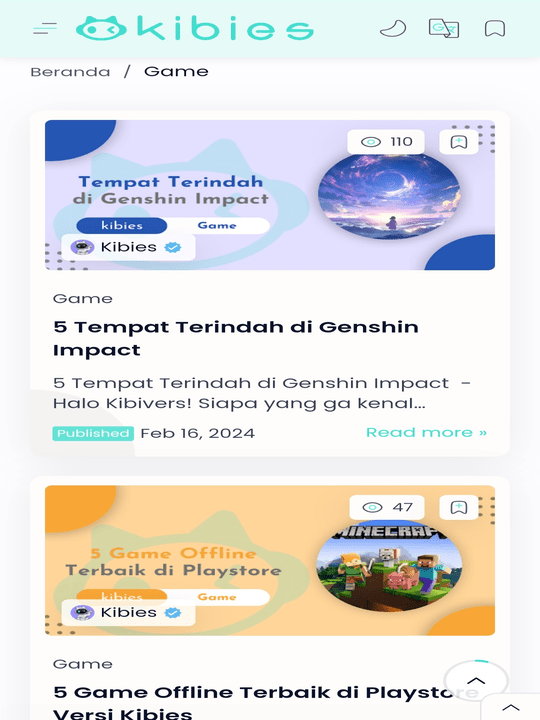 kibies
Beranda / Game
110
Tempat Terindah
di Genshin Impact
kibies Game
Kibies
Game
5 Tempat Terindah di Genshin
Impact
5 Tempat Terindah di Genshin Impact –
Halo Kibivers! Siapa yang ga kenal...
Published Feb 16, 2024 Read more »
47
MINECRAFT
5 Game Offline
Terbaik di Playstore
kibies Game
Kibies
Game
5 Game Offline Terbaik di Playstore
Versi Kibies